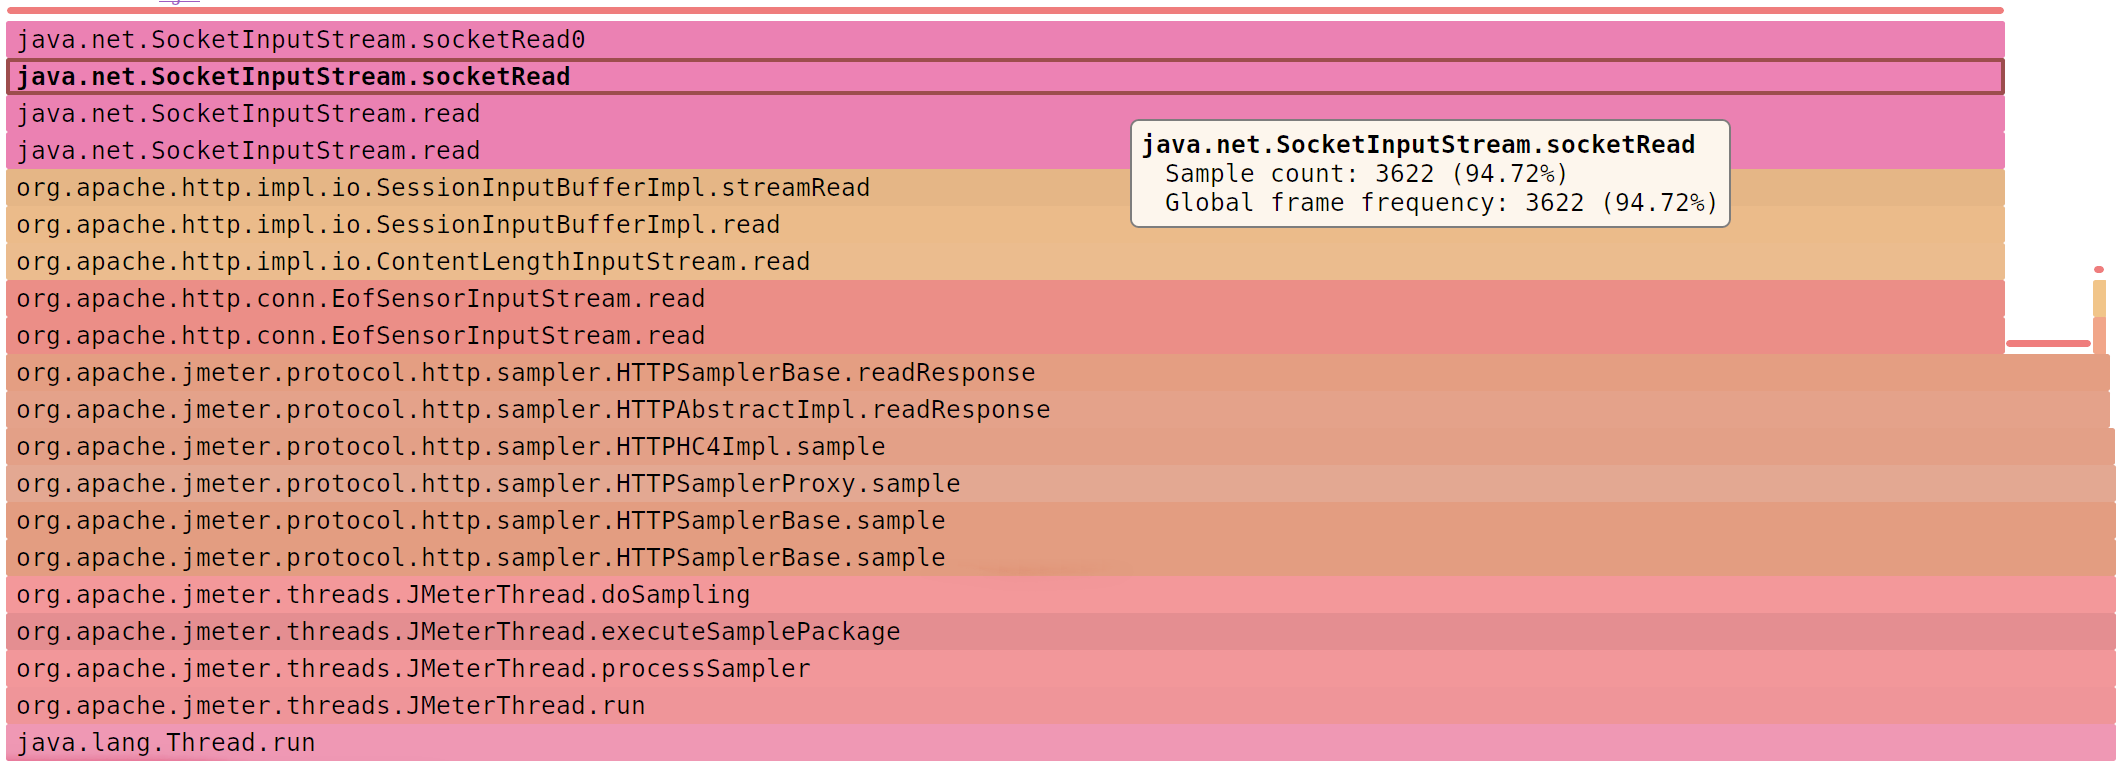 java.net.SocketInputStream.socketRead0
java.net.SocketInputStream.socketRead
java.net.SocketInputStream.read
java.net.SocketInputStream.socketRead
java.net.SocketInputStream.read
Sample count: 3622 (94.72%)
org.apache.http.impl.io.SessionInputBufferImpl.streamRead
Global frame frequency: 3622 (94.72%)
org.apache.http.impl.io.SessionInputBufferImpl.read
org.apache.http.impl.io.ContentLengthInputStream.read
org.apache.http.conn.EofSensorInputStream.read
org.apache.http.conn.EofSensorInputStream.read
org.apache.jmeter.protocol.http.sampler.HTTPSamplerBase.readResponse
org.apache.jmeter.protocol.http.sampler.HTTPAbstractImpl.readResponse
org.apache.jmeter.protocol.http.sampler.HTTPHC4Impl.sample
org.apache.jmeter.protocol.http.sampler.HTTPSamplerProxy.sample
org.apache.jmeter.protocol.http.sampler.HTTPSamplerBase.sample
org.apache.jmeter.protocol.http.sampler.HTTPSamplerBase.sample
org.apache.jmeter.threads.JMeterThread.doSampling
org.apache.jmeter.threads.JMeterThread.executeSamplePackage
org.apache.jmeter.threads.JMeterThread.processSampler
org.apache.jmeter.threads.JMeterThread.run
java.lang.Thread.run